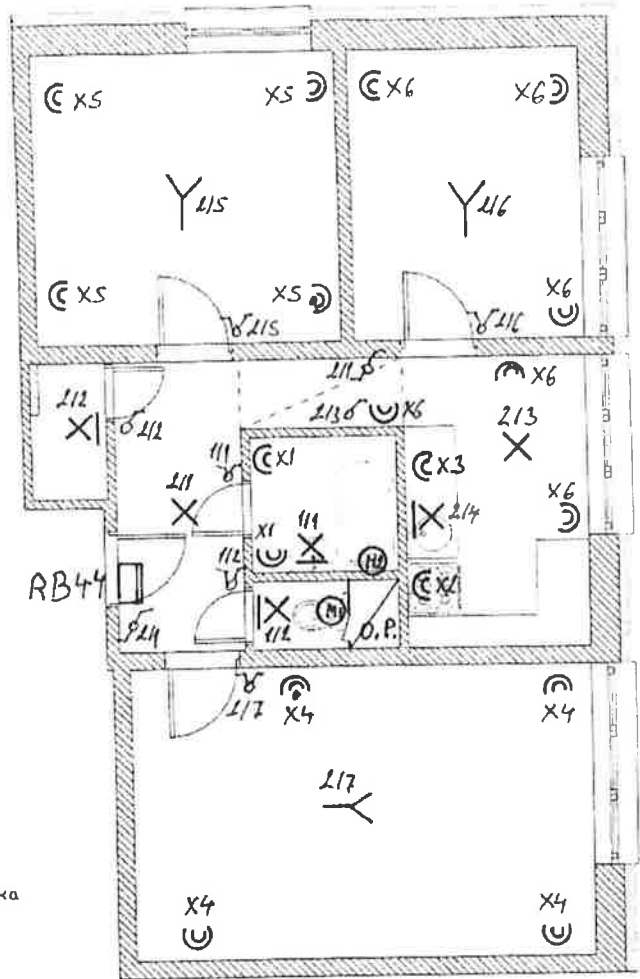 X5 X5 X6 X6
2/5 2/6
X5 X5 X6
2/5 2/6
2/1 X6
2/2 2/3 X6 2/3
2/2
1/1 X1 X3 X6
2/1 X1 1/1 2/4
RB44 1/2 M2 X2
2/1 1/2 M1 O.P.
2/7 X4 X4
2/7
ка
X4 X4